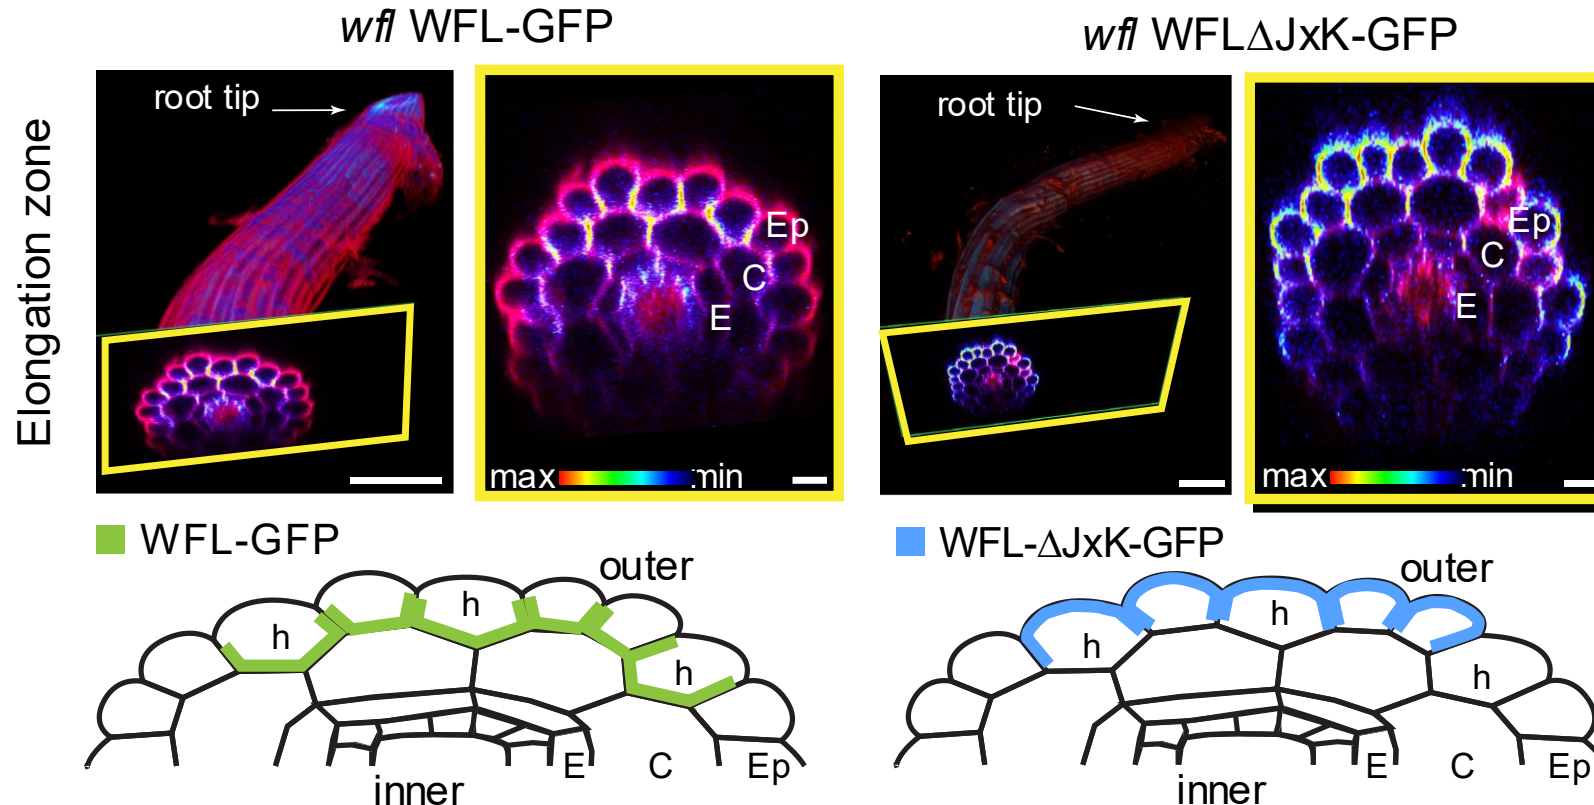 wfl WFL-GFP
wfl WFLΔJxK-GFP
Elongation zone
root tip
Ep
C
E
max
min
root tip
Ep
C
E
max
min
WFL-GFP
outer
h
h
h
E
C
Ep
inner
WFL-ΔJxK-GFP
outer
h
h
h
E
C
Ep
inner